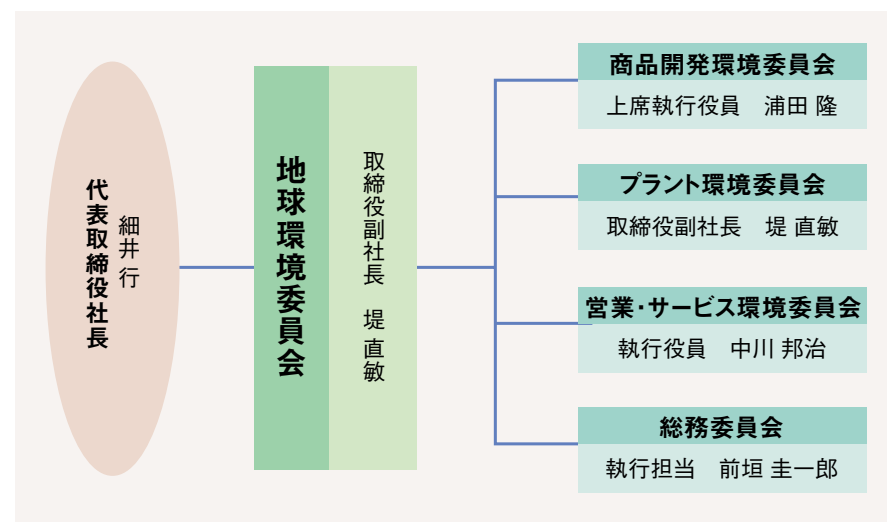 代表取締役社長
細井 行
地球環境委員会
取締役副社長　堤 直敏
商品開発環境委員会
上席執行役員　浦田 隆
プラント環境委員会
取締役副社長　堤 直敏
営業・サービス環境委員会
執行役員　中川 邦治
総務委員会
執行担当　前垣 圭一郎